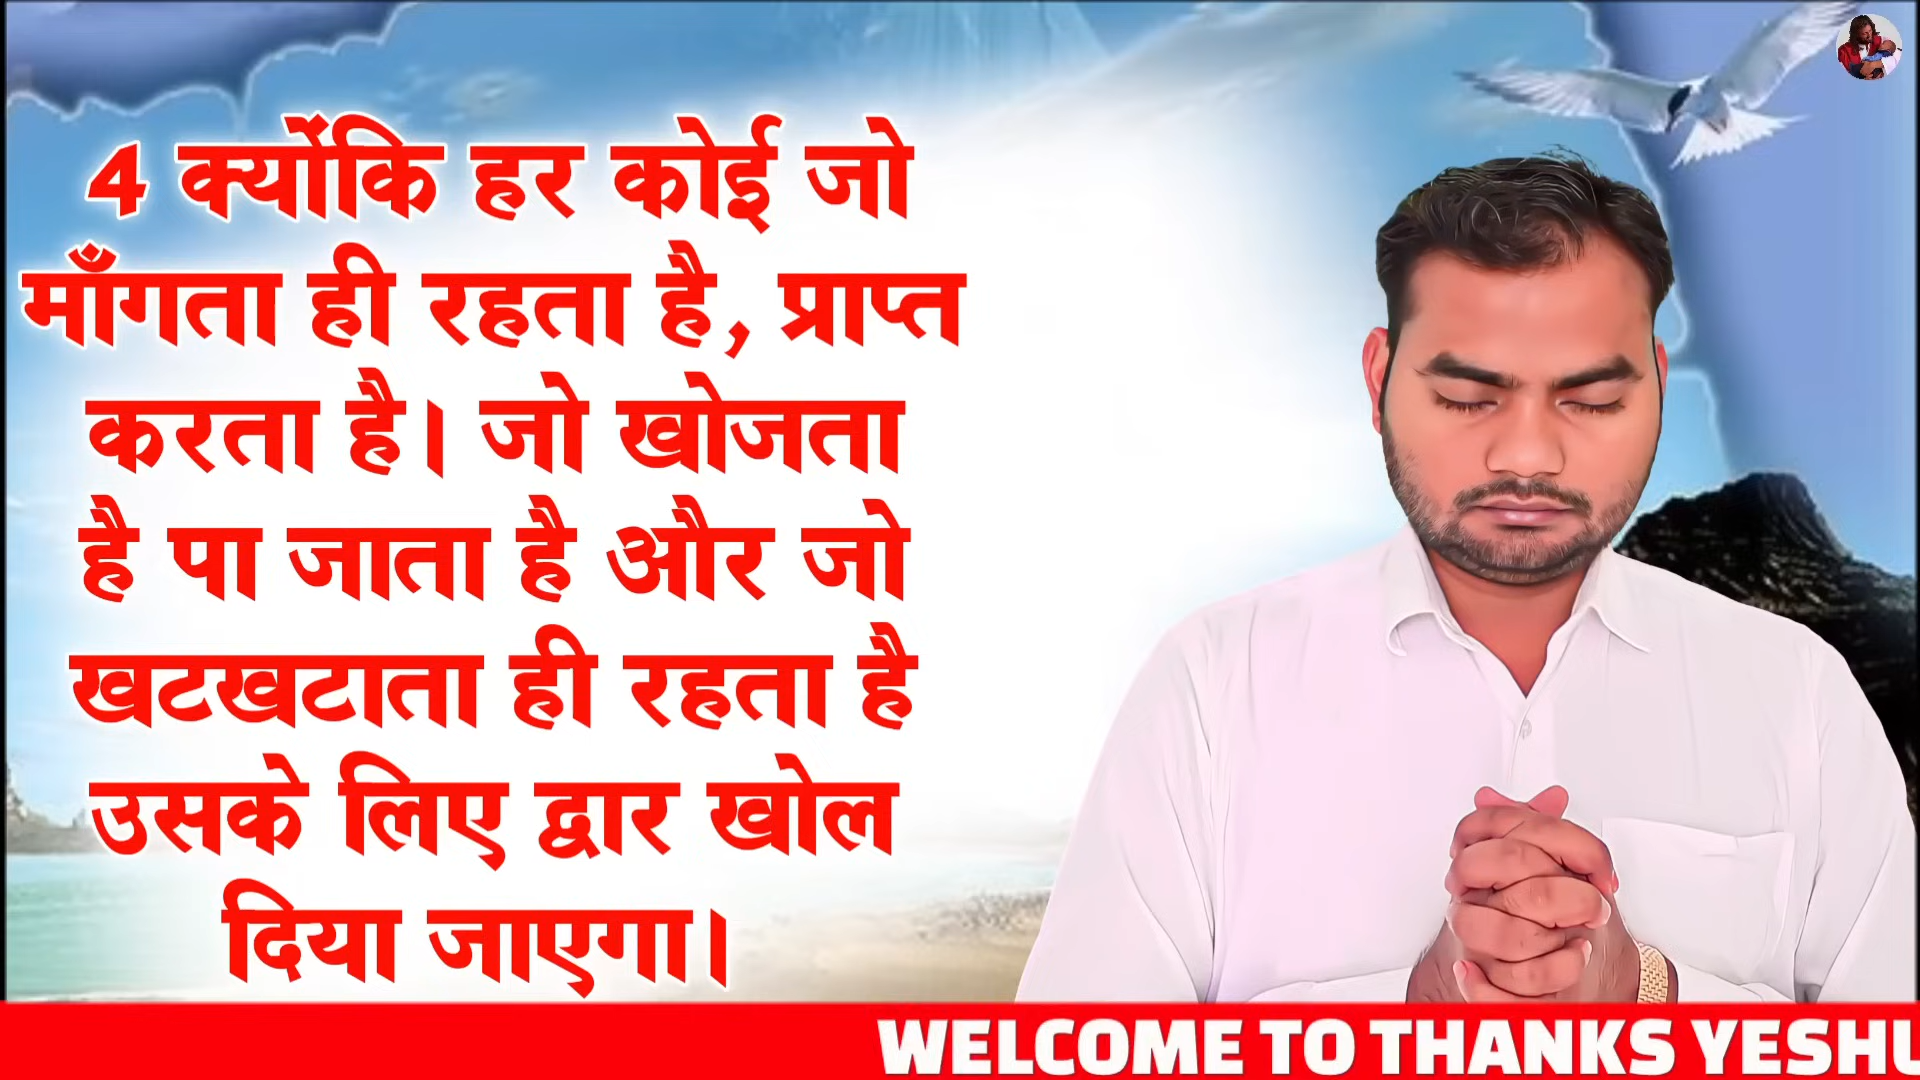 4 क्योंकि हर कोई जो
माँगता ही रहता है, प्राप्त
करता है। जो खोजता
है पा जाता है और जो
खटखटाता ही रहता है
उसके लिए द्वार खोल
दिया जाएगा।
WELCOME TO THANKS YESHU